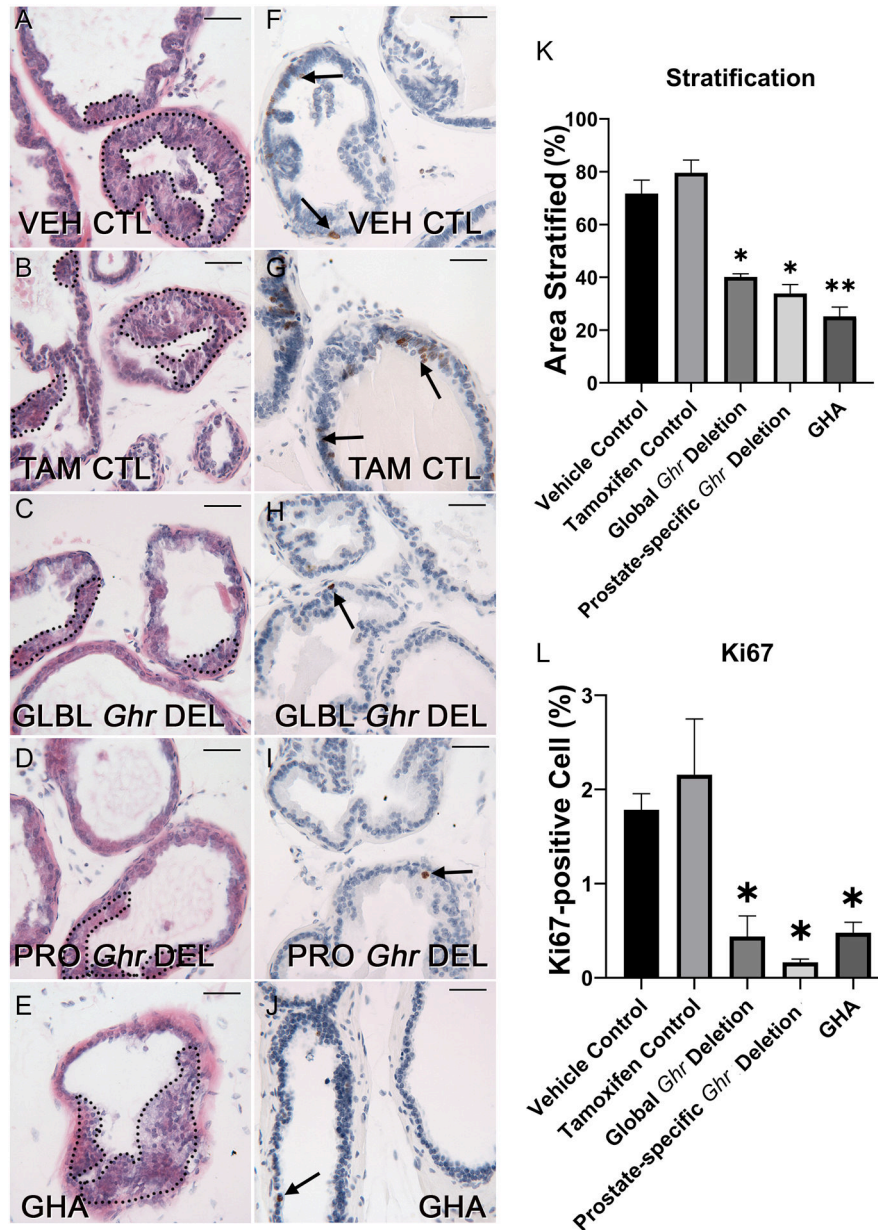 A
VEH CTL
B
TAM CTL
C
GLBL Ghr DEL
D
PRO Ghr DEL
E
GHA
F
VEH CTL
G
TAM CTL
H
GLBL Ghr DEL
I
PRO Ghr DEL
J
GHA
K
Stratification
Area Stratified (%)
100
80
60
40
20
0
*
*
**
Vehicle Control
Tamoxifen Control
Global Ghr Deletion
Prostate-specific Ghr Deletion
GHA
L
Ki67
Ki67-positive Cell (%)
3
2
1
0
*
*
*
Vehicle Control
Tamoxifen Control
Global Ghr Deletion
Prostate-specific Ghr Deletion
GHA